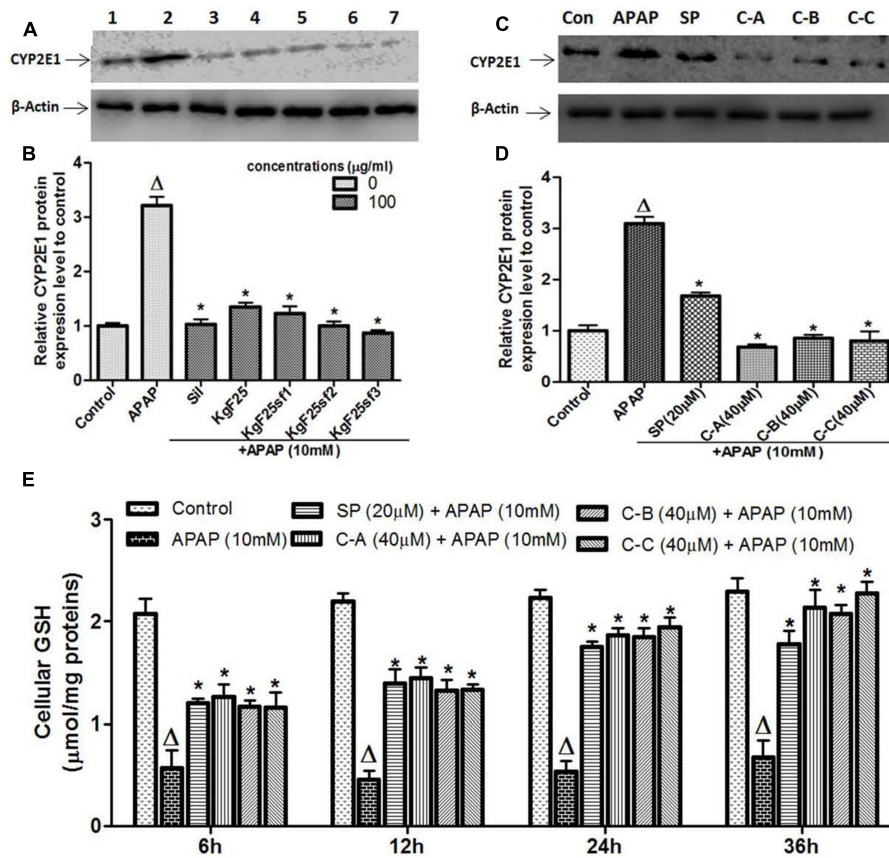 A
1 2 3 4 5 6 7
CYP2E1
β-Actin
B
Relative CYP2E1 protein
expresion level to control
4
3
2
1
0
Δ
* * * * *
concentrations (µg/ml)
0
100
Control APAP Sil KgF25 KgF25sf1 KgF25sf2 KgF25sf3
+APAP (10mM)
C
Con APAP SP C-A C-B C-C
CYP2E1
β-Actin
D
Relative CYP2E1 protein
expresion level to control
4
3
2
1
0
Δ
* * * *
Control APAP SP(20µM) C-A(40µM) C-B(40µM) C-C(40µM)
+APAP (10mM)
E
Cellular GSH
(µmol/mg proteins)
3
2
1
0
Control SP (20µM) + APAP (10mM) C-B (40µM) + APAP (10mM)
APAP (10mM) C-A (40µM) + APAP (10mM) C-C (40µM) + APAP (10mM)
Δ * * * * Δ * * * * Δ * * * * Δ * * * *
6h 12h 24h 36h